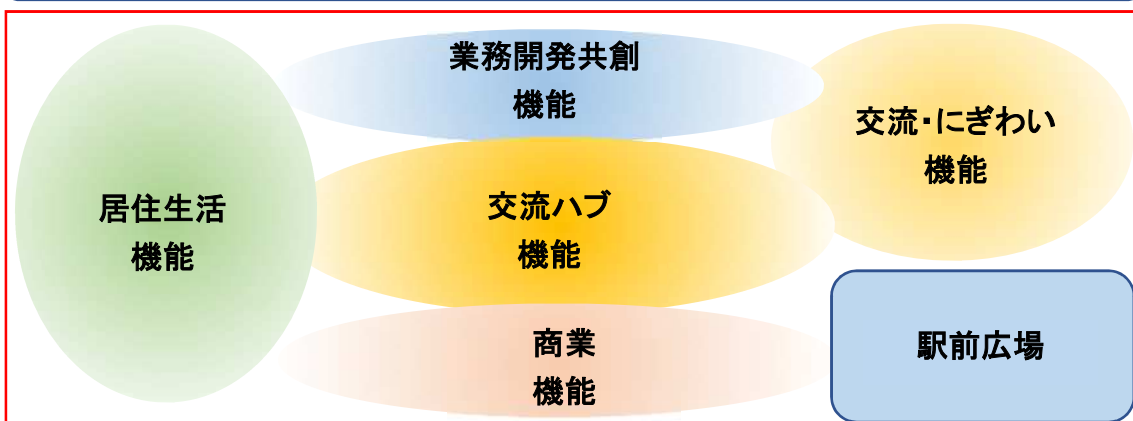 業務開発共創
機能
交流・にぎわい
機能
居住生活
機能
交流ハブ
機能
商業
機能
駅前広場